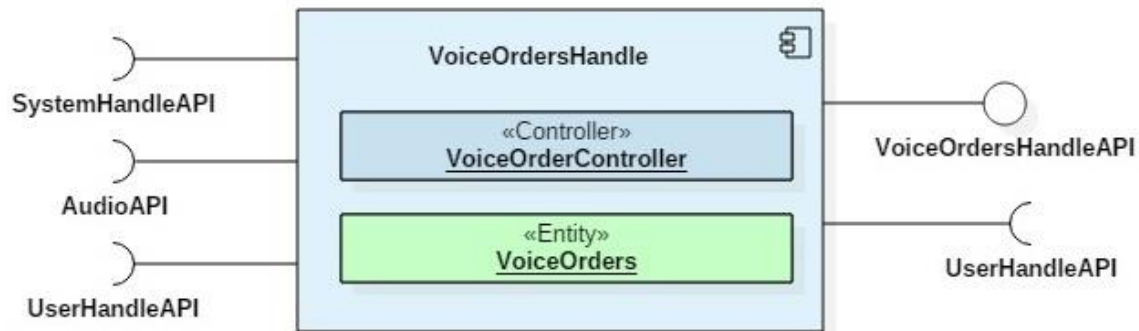 VoiceOrdersHandle
SystemHandleAPI
«Controller»
VoiceOrderController
VoiceOrdersHandleAPI
AudioAPI
«Entity»
VoiceOrders
UserHandleAPI
UserHandleAPI